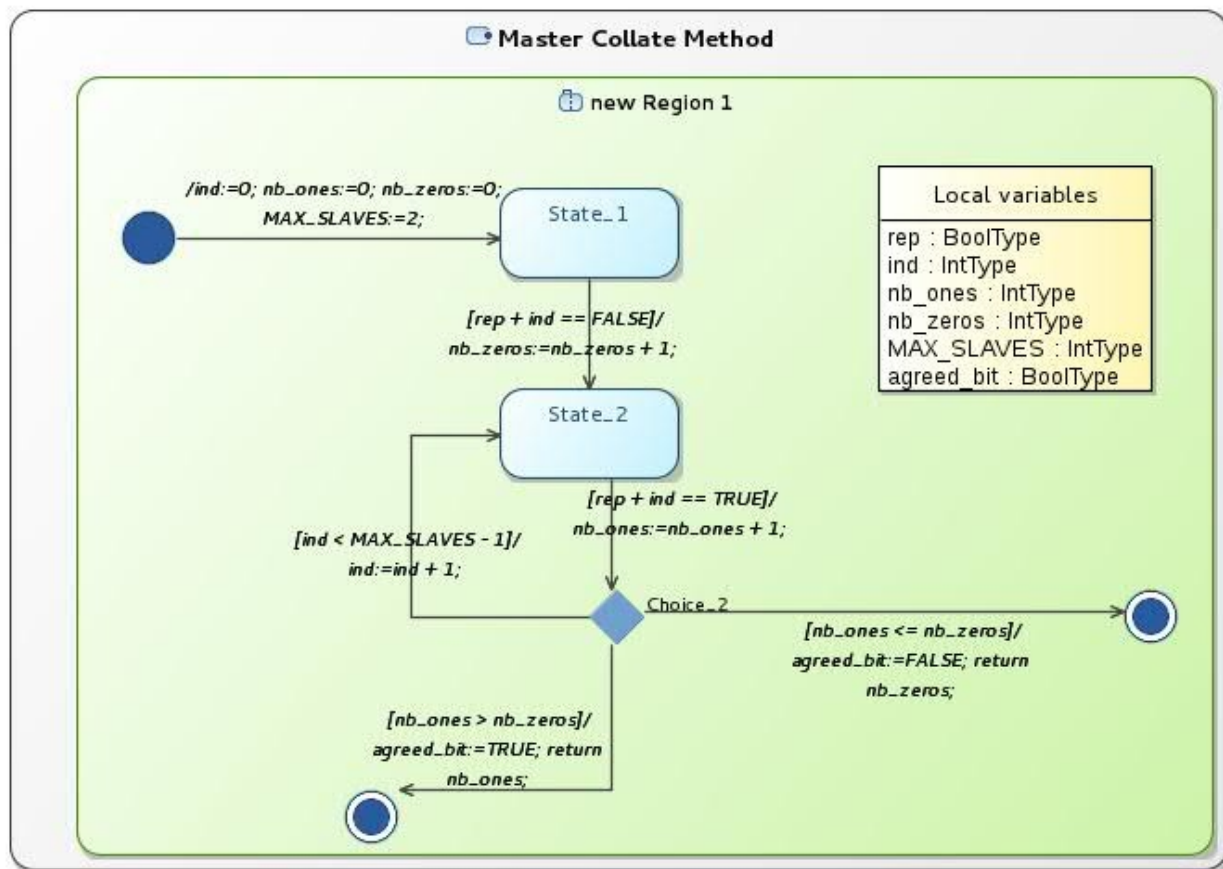 Master Collate Method
new Region 1
/ind:=0; nb_ones:=0; nb_zeros:=0;
MAX_SLAVES:=2;
State_1
Local variables
rep : BoolType
ind : IntType
nb_ones : IntType
nb_zeros : IntType
MAX_SLAVES : IntType
agreed_bit : BoolType
[rep + ind == FALSE]/
nb_zeros:=nb_zeros + 1;
State_2
[rep + ind == TRUE]/
nb_ones:=nb_ones + 1;
[ind < MAX_SLAVES - 1]/
ind:=ind + 1;
Choice_2
[nb_ones <= nb_zeros]/
agreed_bit:=FALSE; return
nb_zeros;
[nb_ones > nb_zeros]/
agreed_bit:=TRUE; return
nb_ones;